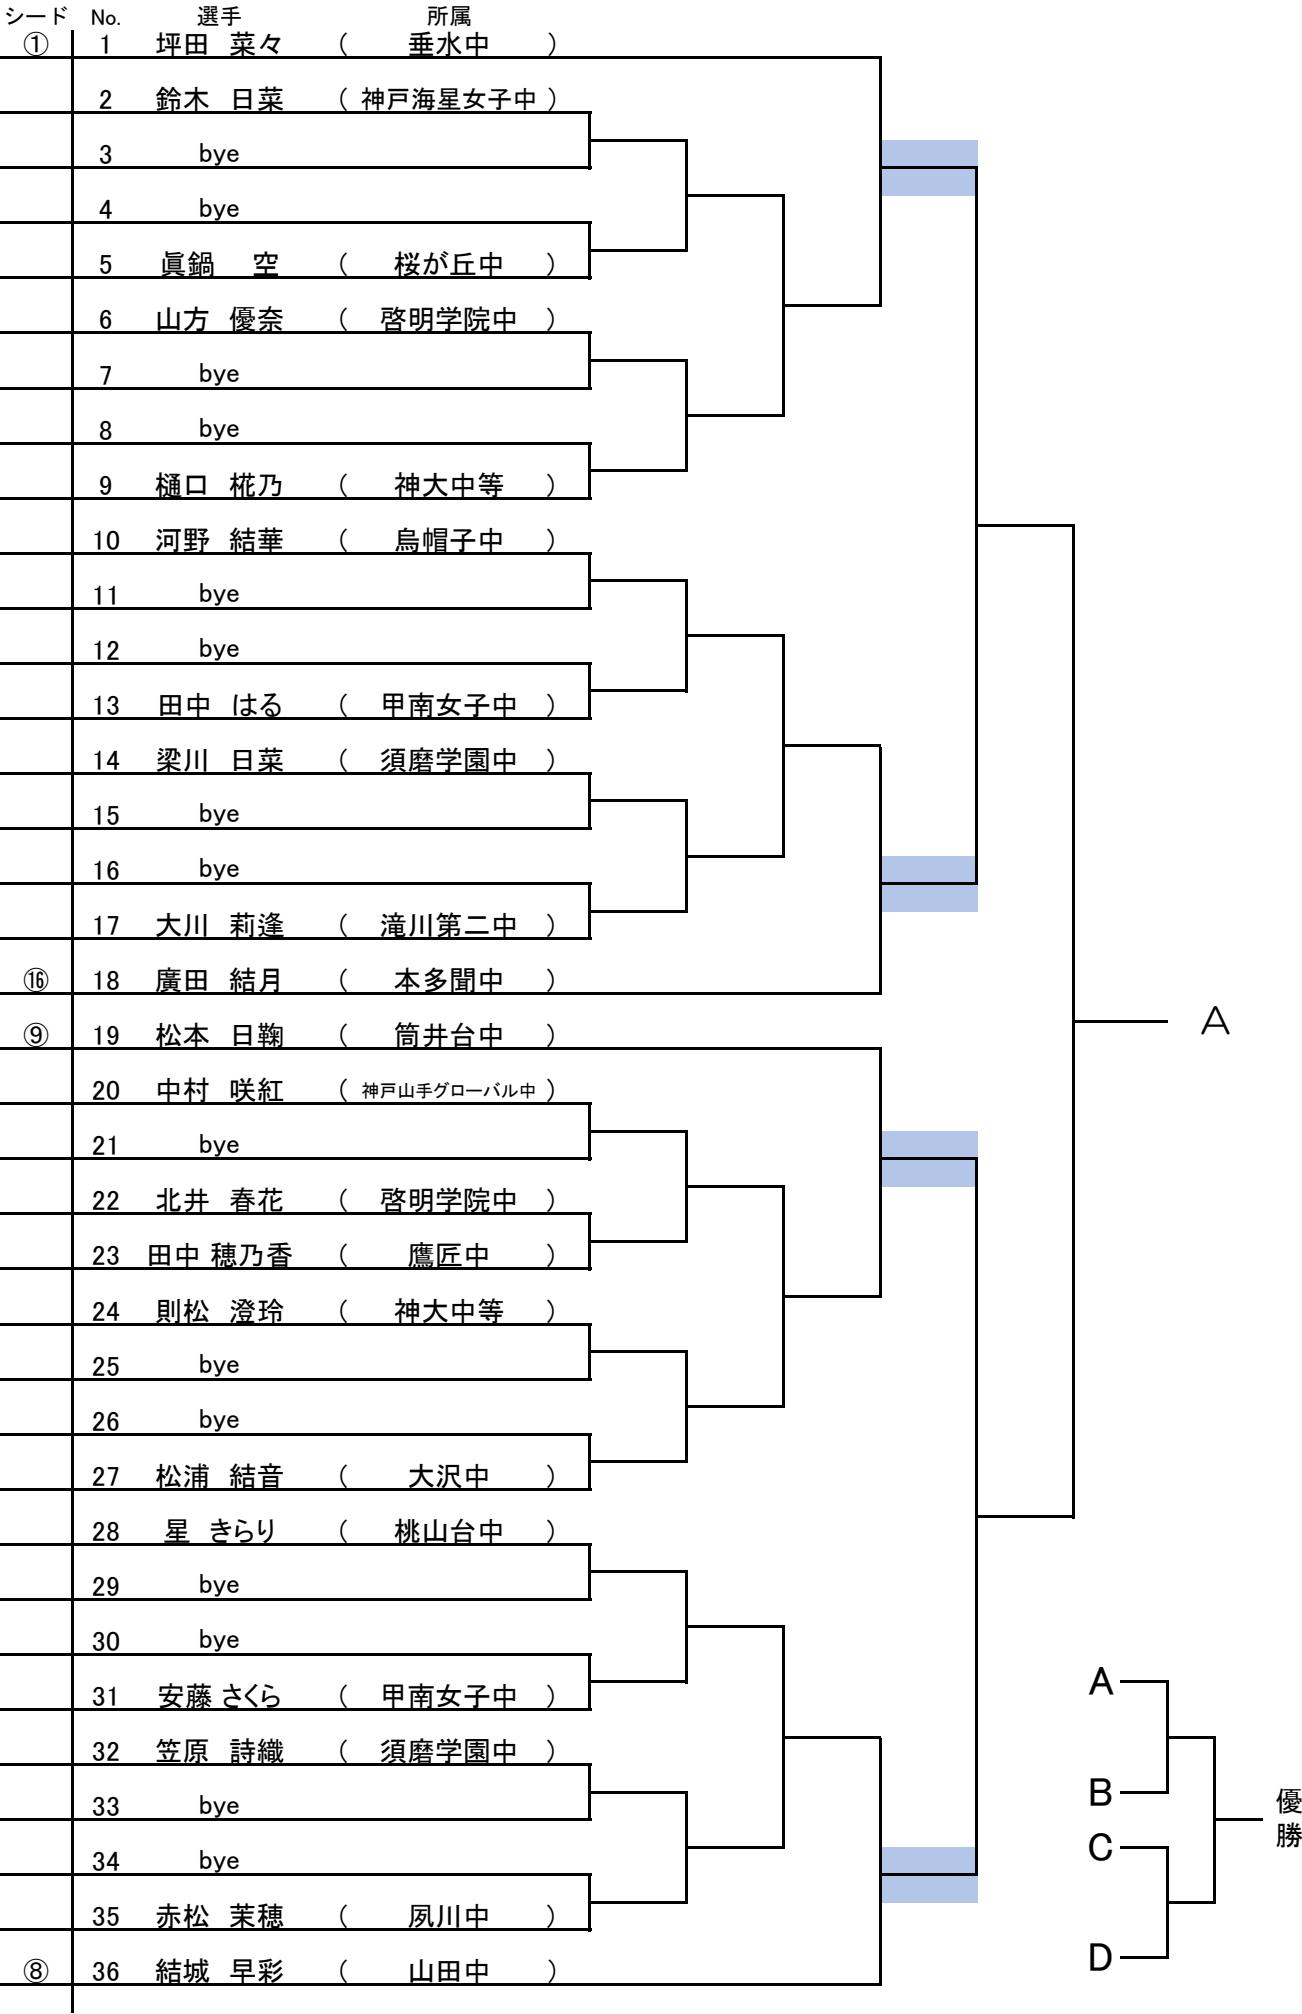 シード No. 選手 所属
① 1 坪田 菜々 ( 垂水中 )
2 鈴木 日菜 ( 神戸海星女子中 )
3 bye
4 bye
5 眞鍋 空 ( 桜が丘中 )
6 山方 優奈 ( 啓明学院中 )
7 bye
8 bye
9 樋口 椛乃 ( 神大中等 )
10 河野 結華 ( 烏帽子中 )
11 bye
12 bye
13 田中 はる ( 甲南女子中 )
14 梁川 日菜 ( 須磨学園中 )
15 bye
16 bye
17 大川 莉逢 ( 滝川第二中 )
⑯ 18 廣田 結月 ( 本多聞中 )
⑨ 19 松本 日鞠 ( 筒井台中 )
A
20 中村 咲紅 ( 神戸山手グローバル中 )
21 bye
22 北井 春花 ( 啓明学院中 )
23 田中 穂乃香 ( 鷹匠中 )
24 則松 澄玲 ( 神大中等 )
25 bye
26 bye
27 松浦 結音 ( 大沢中 )
28 星 きらり ( 桃山台中 )
29 bye
30 bye
31 安藤 さくら ( 甲南女子中 )
32 笠原 詩織 ( 須磨学園中 )
33 bye
34 bye
35 赤松 茉穂 ( 夙川中 )
⑧ 36 結城 早彩 ( 山田中 )
A
B
C
D
優
勝